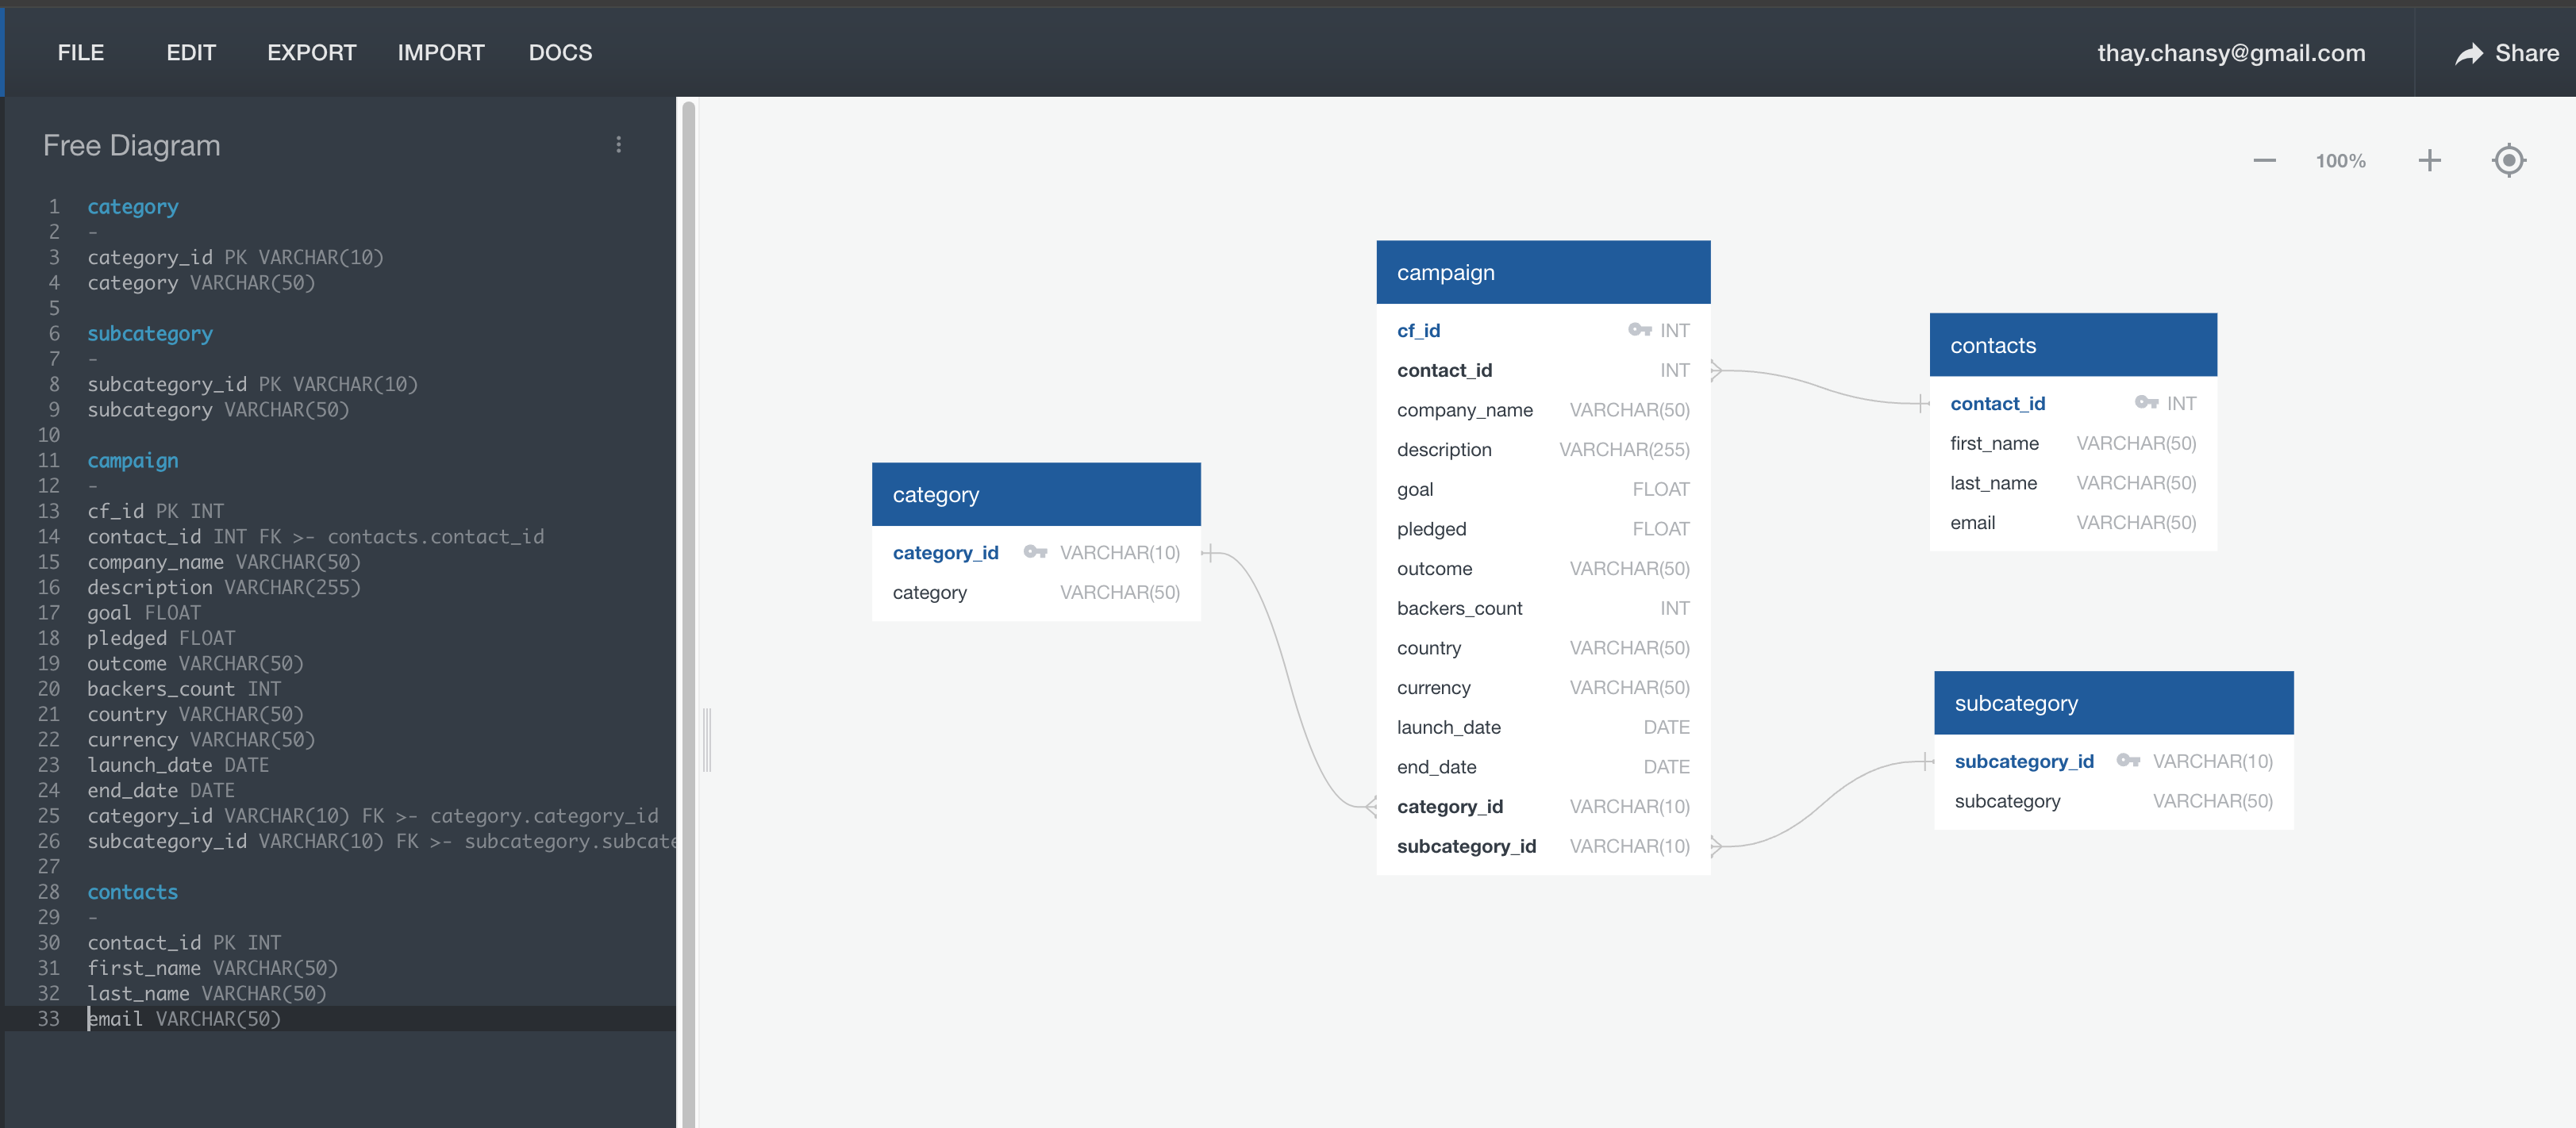 FILE EDIT EXPORT IMPORT DOCS thay.chansy@gmail.com Share
Free Diagram
1 category
2 -
3 category_id PK VARCHAR(10)
4 category VARCHAR(50)
5
6 subcategory
7 -
8 subcategory_id PK VARCHAR(10)
9 subcategory VARCHAR(50)
10
11 campaign
12 -
13 cf_id PK INT
14 contact_id INT FK >- contacts.contact_id
15 company_name VARCHAR(50)
16 description VARCHAR(255)
17 goal FLOAT
18 pledged FLOAT
19 outcome VARCHAR(50)
20 backers_count INT
21 country VARCHAR(50)
22 currency VARCHAR(50)
23 launch_date DATE
24 end_date DATE
25 category_id VARCHAR(10) FK >- category.category_id
26 subcategory_id VARCHAR(10) FK >- subcategory.subcate
27
28 contacts
29 -
30 contact_id PK INT
31 first_name VARCHAR(50)
32 last_name VARCHAR(50)
33 email VARCHAR(50)
100%
category
category_id VARCHAR(10)
category VARCHAR(50)
campaign
cf_id INT
contact_id INT
company_name VARCHAR(50)
description VARCHAR(255)
goal FLOAT
pledged FLOAT
outcome VARCHAR(50)
backers_count INT
country VARCHAR(50)
currency VARCHAR(50)
launch_date DATE
end_date DATE
category_id VARCHAR(10)
subcategory_id VARCHAR(10)
contacts
contact_id INT
first_name VARCHAR(50)
last_name VARCHAR(50)
email VARCHAR(50)
subcategory
subcategory_id VARCHAR(10)
subcategory VARCHAR(50)